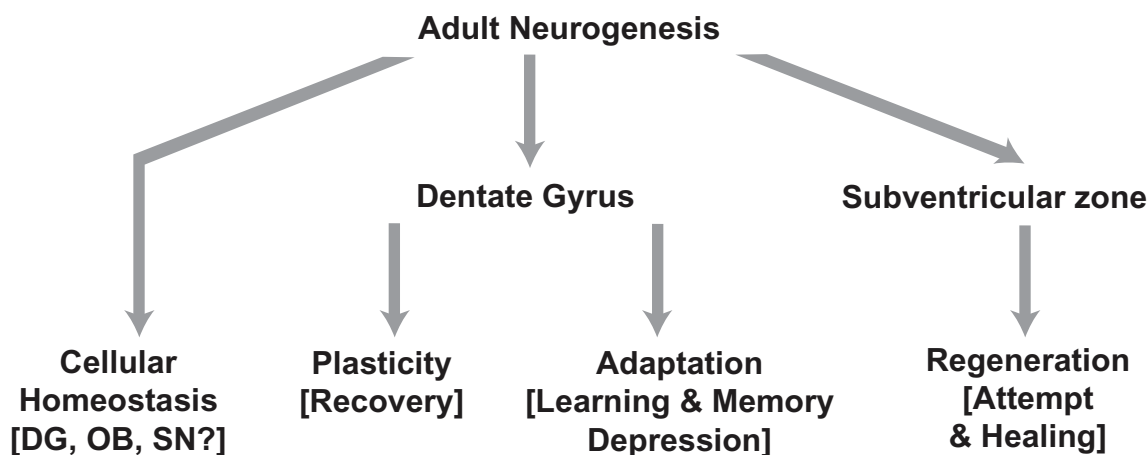 Adult Neurogenesis
Dentate Gyrus
Subventricular zone
Cellular
Homeostasis
[DG, OB, SN?]
Plasticity
[Recovery]
Adaptation
[Learning & Memory
Depression]
Regeneration
[Attempt
& Healing]